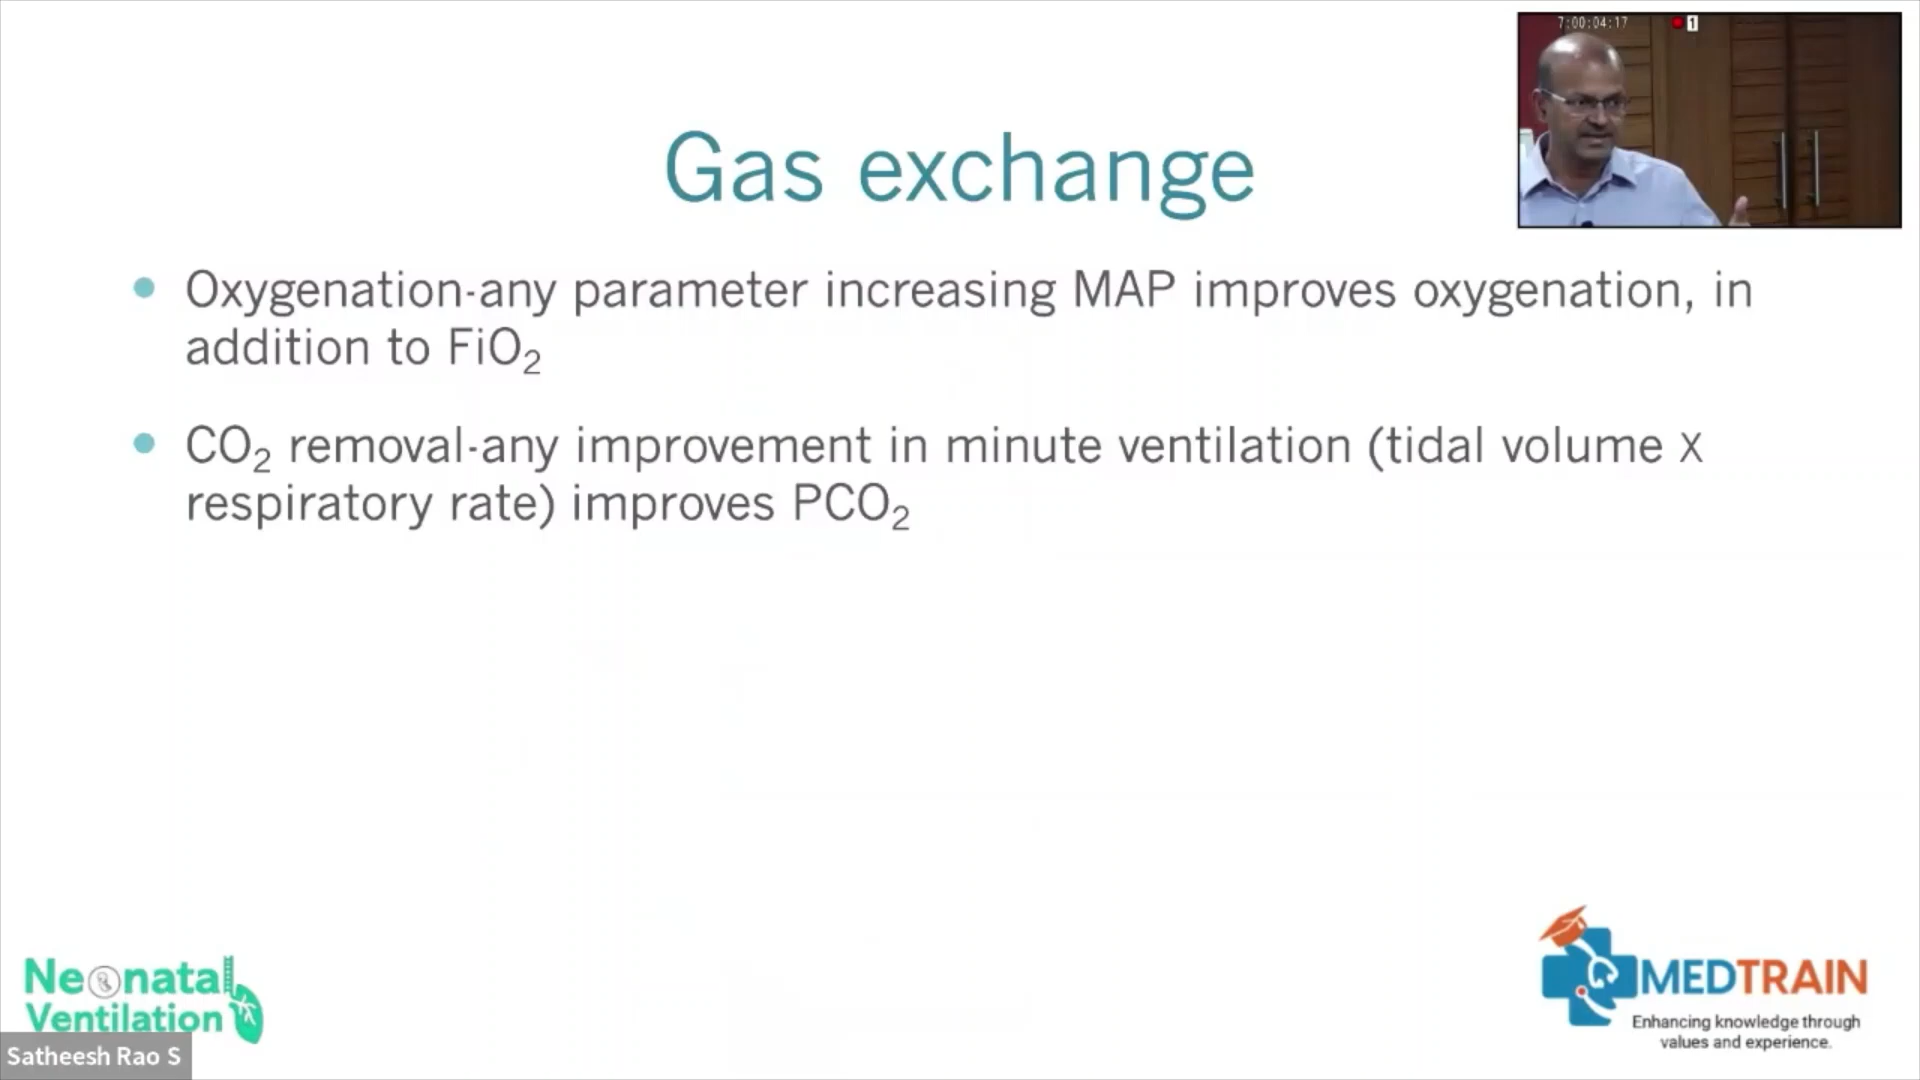 7:00:04:17 1
Gas exchange
Oxygenation-any parameter increasing MAP improves oxygenation, in
addition to FiO₂
CO₂ removal-any improvement in minute ventilation (tidal volume x
respiratory rate) improves PCO₂
Neonatal
Ventilation
Satheesh Rao S
MEDTRAIN
Enhancing knowledge through
values and experience.